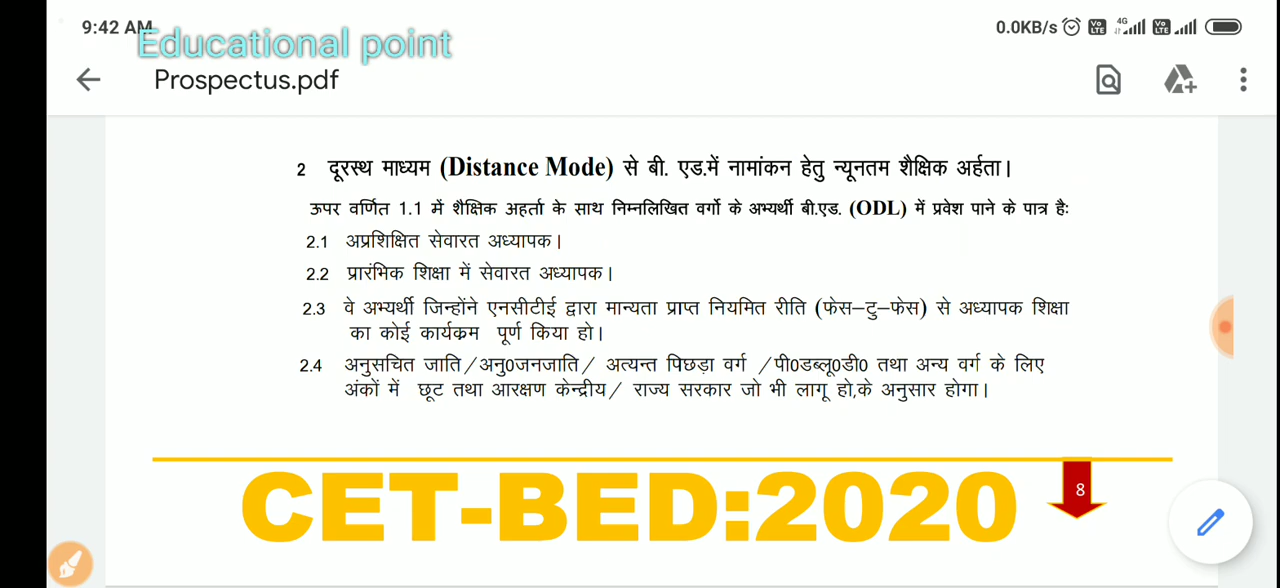 9:42 AM
Educational point
0.0KB/s 4G
Prospectus.pdf
2 दूरस्थ माध्यम (Distance Mode) से बी. एड.में नामांकन हेतु न्यूनतम शैक्षिक अर्हता।
ऊपर वर्णित 1.1 में शैक्षिक अहर्ता के साथ निम्नलिखित वर्गो के अभ्यर्थी बी.एड. (ODL) में प्रवेश पाने के पात्र हैः
2.1 अप्रशिक्षित सेवारत अध्यापक।
2.2 प्रारंभिक शिक्षा में सेवारत अध्यापक।
2.3 वे अभ्यर्थी जिन्होंने एनसीटीई द्वारा मान्यता प्राप्त नियमित रीति (फेस–टु–फेस) से अध्यापक शिक्षा
का कोई कार्यक्रम पूर्ण किया हो।
2.4 अनुसचित जाति/अनु0जनजाति/ अत्यन्त पिछड़ा वर्ग /पी0डब्लू0डी0 तथा अन्य वर्ग के लिए
अंकों में छूट तथा आरक्षण केन्द्रीय/ राज्य सरकार जो भी लागू हो,के अनुसार होगा।
CET-BED:2020
8